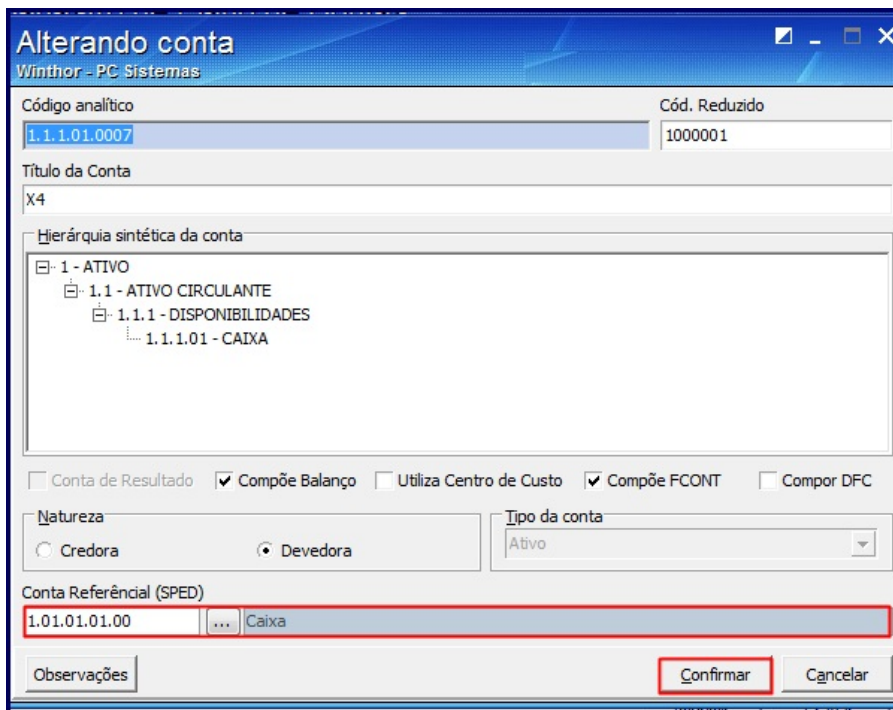 Alterando conta
Winthor - PC Sistemas
Código analítico Cód. Reduzido
1.1.1.01.0007 1000001
Título da Conta
X4
Hierárquia sintética da conta
1 - ATIVO
1.1 - ATIVO CIRCULANTE
1.1.1 - DISPONIBILIDADES
1.1.1.01 - CAIXA
Conta de Resultado Compõe Balanço Utiliza Centro de Custo Compõe FCONT Compor DFC
Natureza Tipo da conta
Credora Devedora Ativo
Conta Referêncial (SPED)
1.01.01.01.00 ... Caixa
Observações Confirmar Cancelar